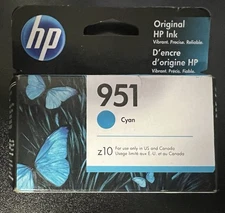 hp
Original
HP Ink
Vibrant. Precise. Reliable.
D'encre
d'origine HP
Vibrant. Précis. Fiable.
951
Cyan
z10
For use only in US and Canada
Usage limité aux E.U. et Canada